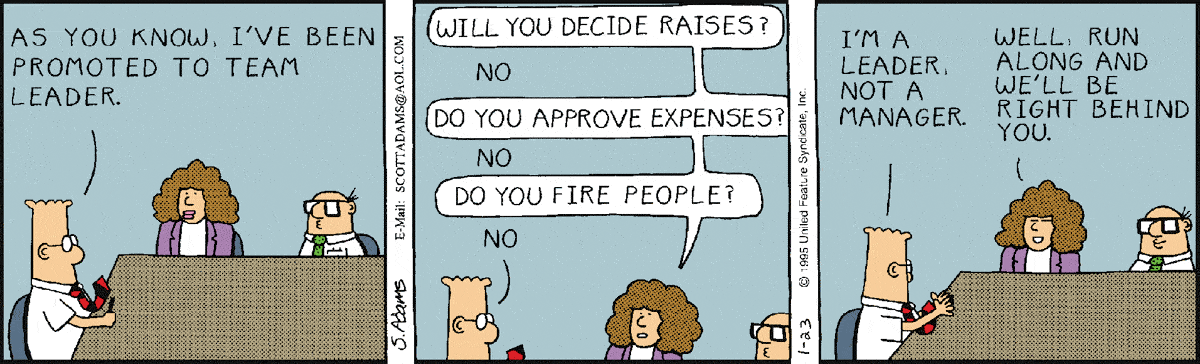 AS YOU KNOW, I'VE BEEN
PROMOTED TO TEAM
LEADER.
E-Mail: SCOTTADAMS@AOL.COM
S. Adams
WILL YOU DECIDE RAISES?
NO
DO YOU APPROVE EXPENSES?
NO
DO YOU FIRE PEOPLE?
NO
1-23 © 1995 United Feature Syndicate, Inc.
I'M A
LEADER,
NOT A
MANAGER.
WELL, RUN
ALONG AND
WE'LL BE
RIGHT BEHIND
YOU.